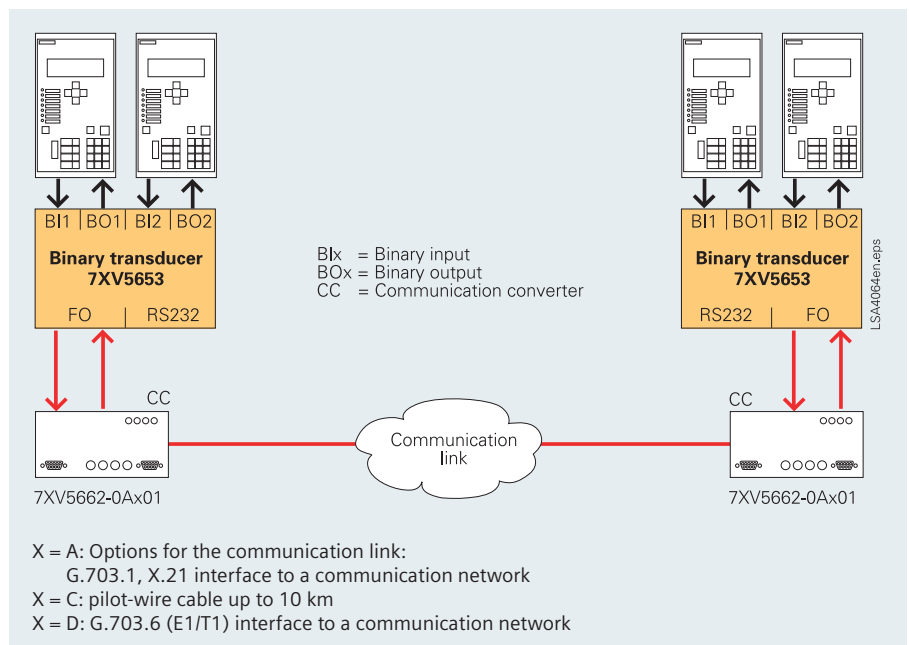 BI1 BO1 BI2 BO2
Binary transducer
7XV5653
FO RS232
BIx = Binary input
BOx = Binary output
CC = Communication converter
BI1 BO1 BI2 BO2
Binary transducer
7XV5653
RS232 FO
LSA4064en.eps
CC
7XV5662-0Ax01
Communication
link
CC
7XV5662-0Ax01
X = A: Options for the communication link:
G.703.1, X.21 interface to a communication network
X = C: pilot-wire cable up to 10 km
X = D: G.703.6 (E1/T1) interface to a communication network